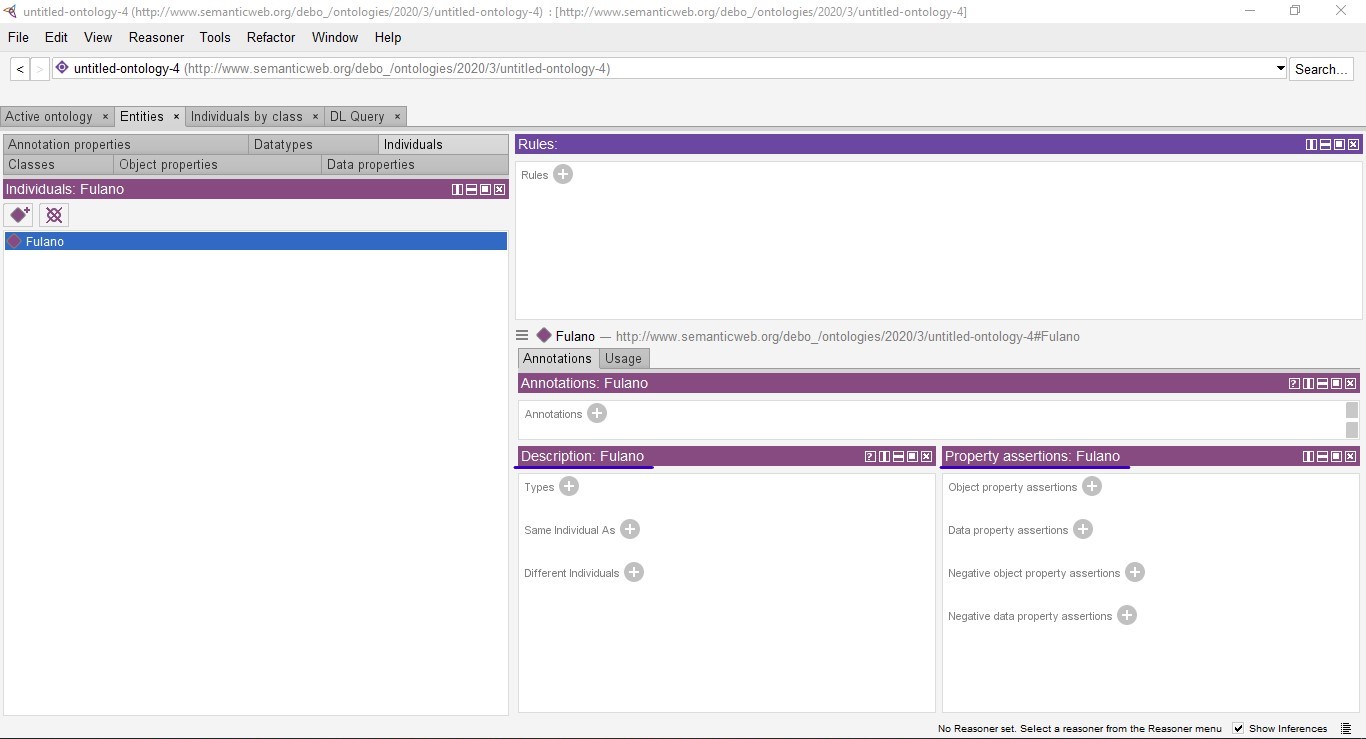 untitled-ontology-4 (http://www.semanticweb.org/debo_/ontologies/2020/3/untitled-ontology-4) : [http://www.semanticweb.org/debo_/ontologies/2020/3/untitled-ontology-4]
File Edit View Reasoner Tools Refactor Window Help
< > untitled-ontology-4 (http://www.semanticweb.org/debo_/ontologies/2020/3/untitled-ontology-4) Search...
Active ontology × Entities × Individuals by class × DL Query ×
Annotation properties Datatypes Individuals
Classes Object properties Data properties
Individuals: Fulano
Fulano
Rules:
Rules
Fulano — http://www.semanticweb.org/debo_/ontologies/2020/3/untitled-ontology-4#Fulano
Annotations Usage
Annotations: Fulano
Annotations
Description: Fulano
Types
Same Individual As
Different Individuals
Property assertions: Fulano
Object property assertions
Data property assertions
Negative object property assertions
Negative data property assertions
No Reasoner set. Select a reasoner from the Reasoner menu Show Inferences